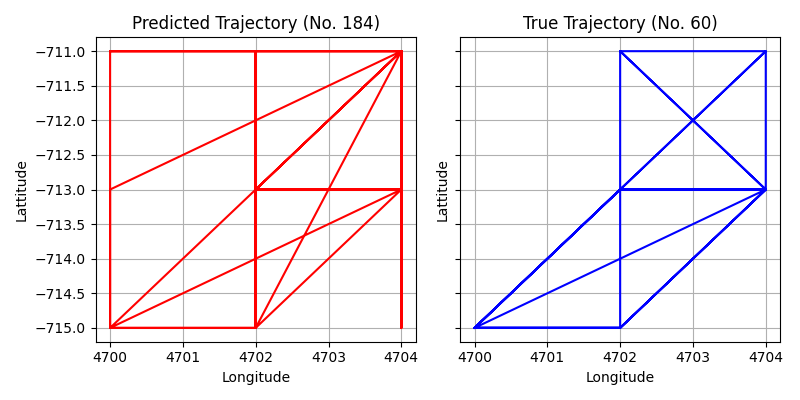 Predicted Trajectory (No. 184)
True Trajectory (No. 60)
−711.0
−711.5
−712.0
−712.5
−713.0
−713.5
−714.0
−714.5
−715.0
Lattitude
Lattitude
4700 4701 4702 4703 4704
4700 4701 4702 4703 4704
Longitude
Longitude